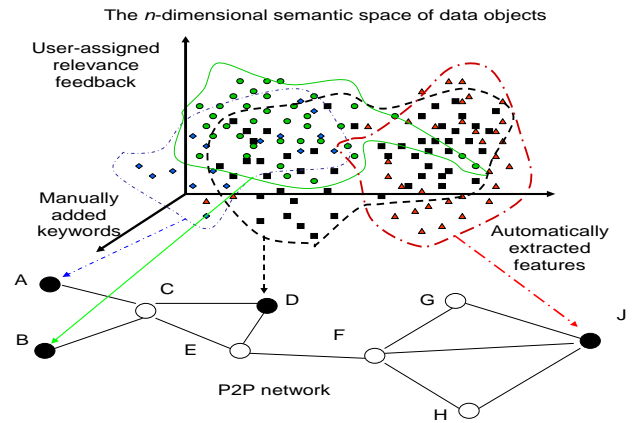 The n-dimensional semantic space of data objects
User-assigned
relevance
feedback
Manually
added
keywords
Automatically
extracted
features
A
B
C
D
E
F
G
H
J
P2P network